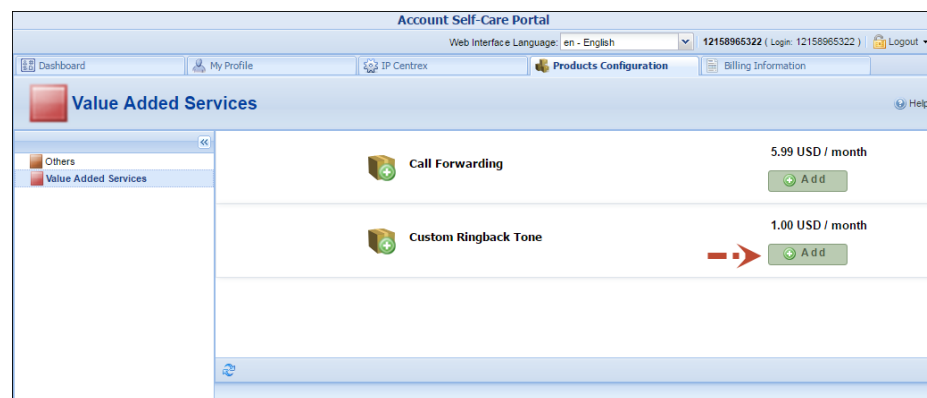 Account Self-Care Portal
Web Interface Language: en - English 12158965322 ( Login: 12158965322 ) Logout
Dashboard My Profile IP Centrex Products Configuration Billing Information
Value Added Services Help
Others
Value Added Services
Call Forwarding 5.99 USD / month
Add
Custom Ringback Tone 1.00 USD / month
Add